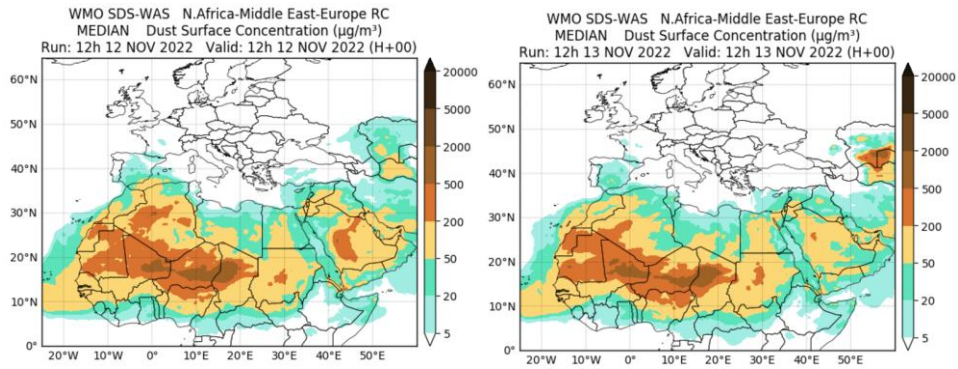 WMO SDS-WAS N.Africa-Middle East-Europe RC
MEDIAN Dust Surface Concentration (µg/m³)
Run: 12h 12 NOV 2022 Valid: 12h 12 NOV 2022 (H+00)
60°N
50°N
40°N
30°N
20°N
10°N
0°
20°W 10°W 0° 10°E 20°E 30°E 40°E 50°E
20000
5000
2000
500
200
50
20
5
WMO SDS-WAS N.Africa-Middle East-Europe RC
MEDIAN Dust Surface Concentration (µg/m³)
Run: 12h 13 NOV 2022 Valid: 12h 13 NOV 2022 (H+00)
60°N
50°N
40°N
30°N
20°N
10°N
0°
20°W 10°W 0° 10°E 20°E 30°E 40°E 50°E
20000
5000
2000
500
200
50
20
5